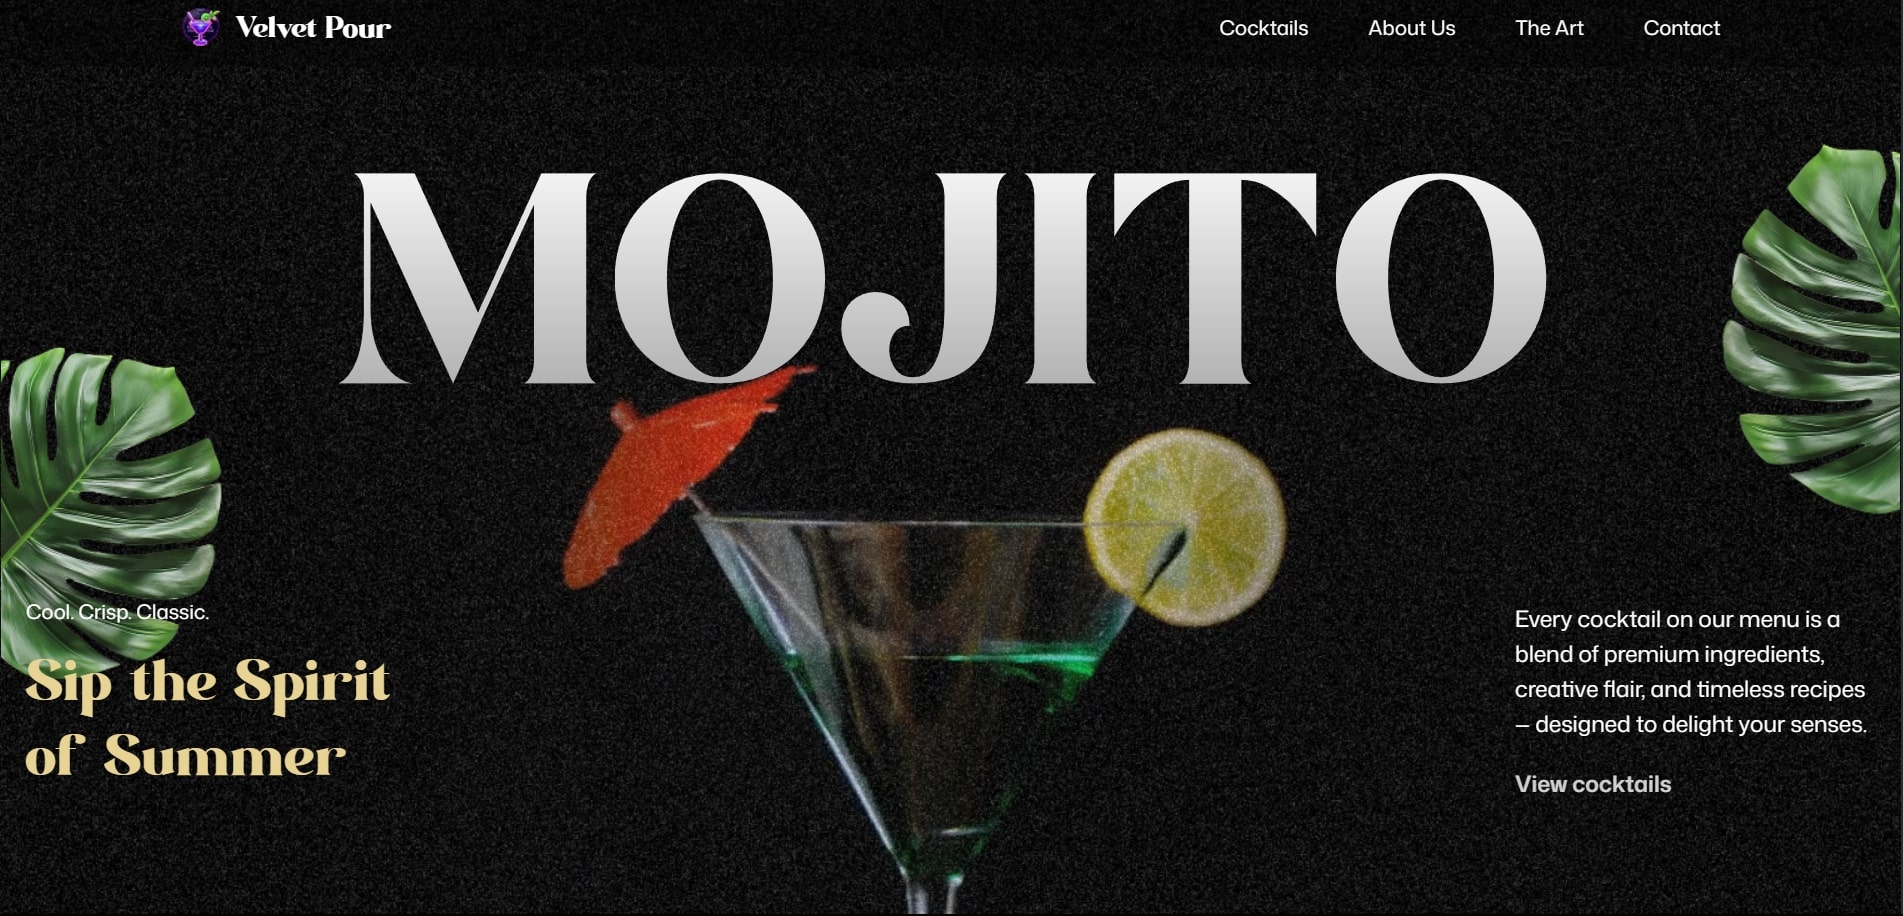 Velvet Pour
Cocktails
About Us
The Art
Contact
MOJITO
Cool. Crisp. Classic.
Sip the Spirit
of Summer
Every cocktail on our menu is a
blend of premium ingredients,
creative flair, and timeless recipes
– designed to delight your senses.
View cocktails